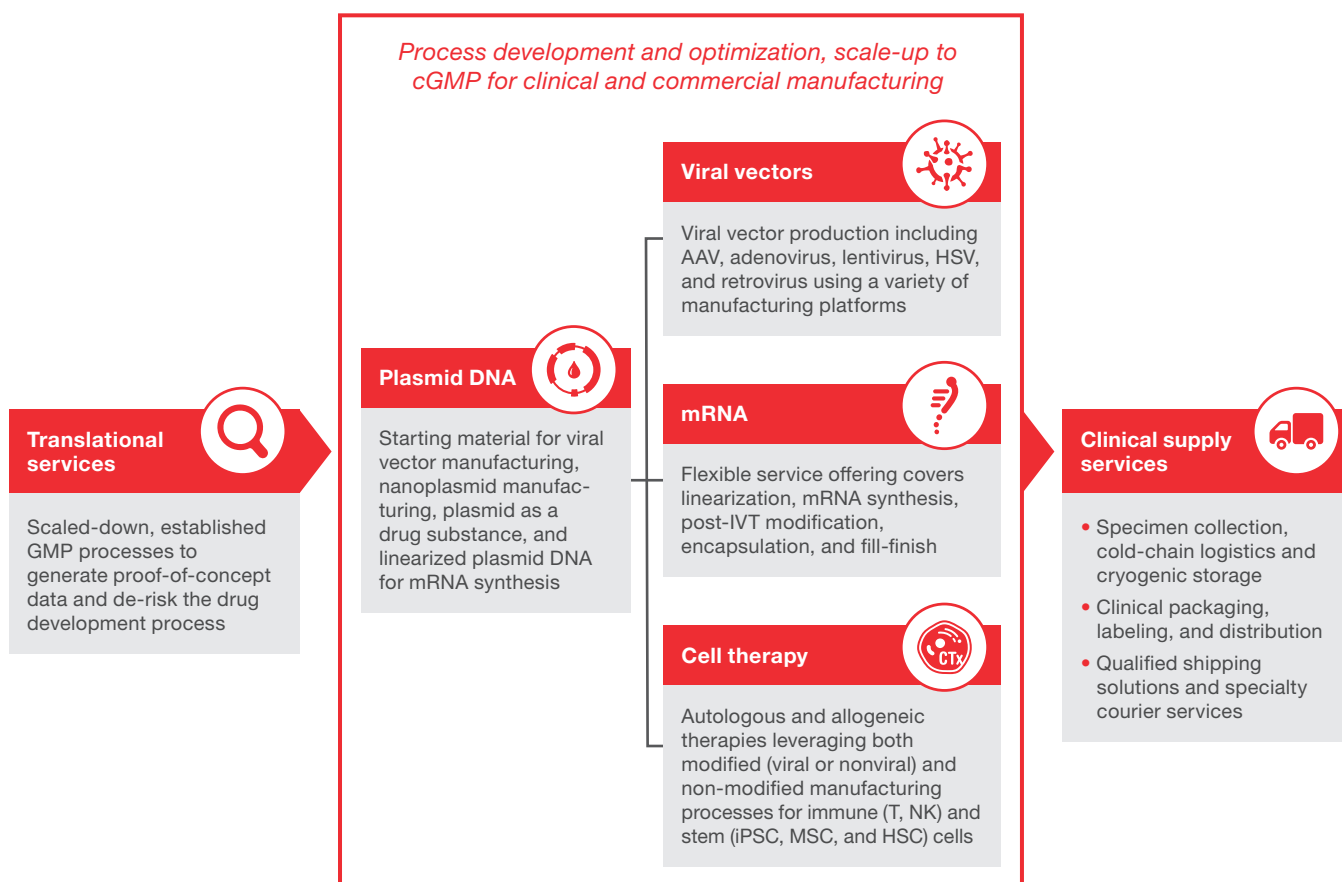 Process development and optimization, scale-up to
cGMP for clinical and commercial manufacturing
Translational
services
Scaled-down, established
GMP processes to
generate proof-of-concept
data and de-risk the drug
development process
Plasmid DNA
Starting material for viral
vector manufacturing,
nanoplasmid manufac-
turing, plasmid as a
drug substance, and
linearized plasmid DNA
for mRNA synthesis
Viral vectors
Viral vector production including
AAV, adenovirus, lentivirus, HSV,
and retrovirus using a variety of
manufacturing platforms
mRNA
Flexible service offering covers
linearization, mRNA synthesis,
post-IVT modification,
encapsulation, and fill-finish
Cell therapy
CTx
Autologous and allogeneic
therapies leveraging both
modified (viral or nonviral) and
non-modified manufacturing
processes for immune (T, NK) and
stem (iPSC, MSC, and HSC) cells
Clinical supply
services
• Specimen collection,
cold-chain logistics and
cryogenic storage
• Clinical packaging,
labeling, and distribution
• Qualified shipping
solutions and specialty
courier services